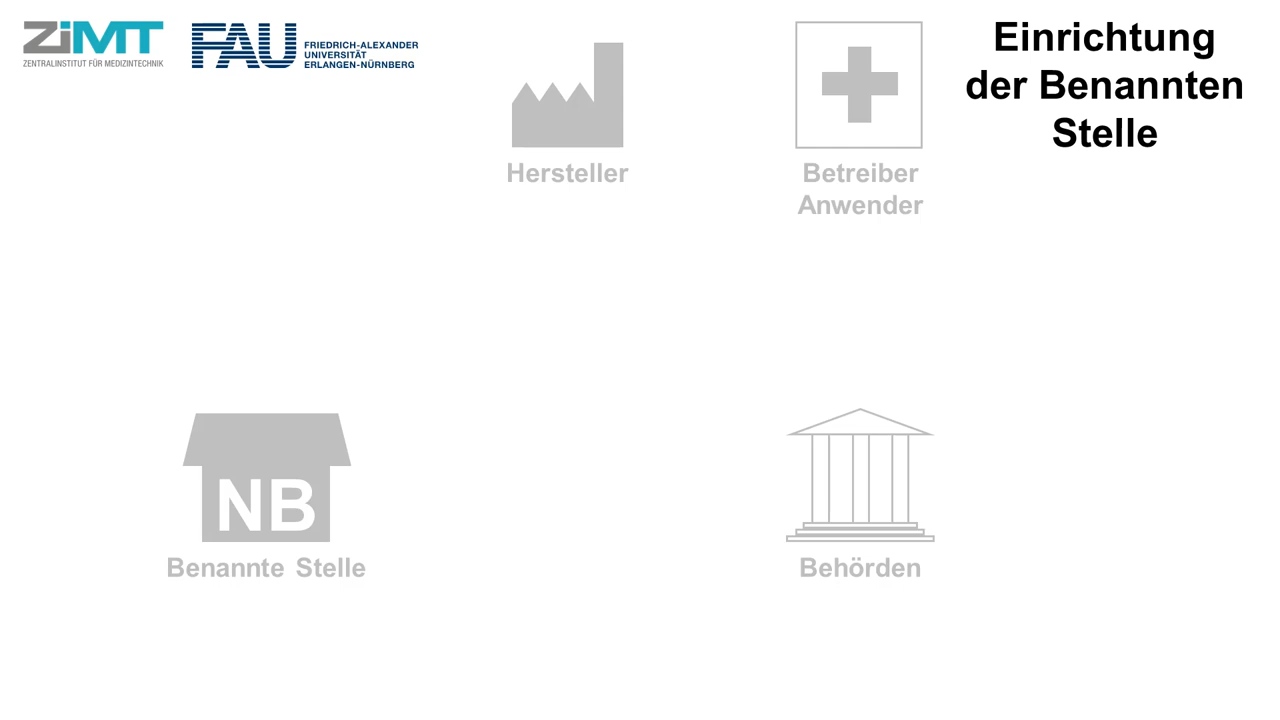 ZiMT
ZENTRALINSTITUT FÜR MEDIZINTECHNIK
FAU
FRIEDRICH-ALEXANDER
UNIVERSITÄT
ERLANGEN-NÜRNBERG
Einrichtung
der Benannten
Stelle
Hersteller
Betreiber
Anwender
NB
Benannte Stelle
Behörden